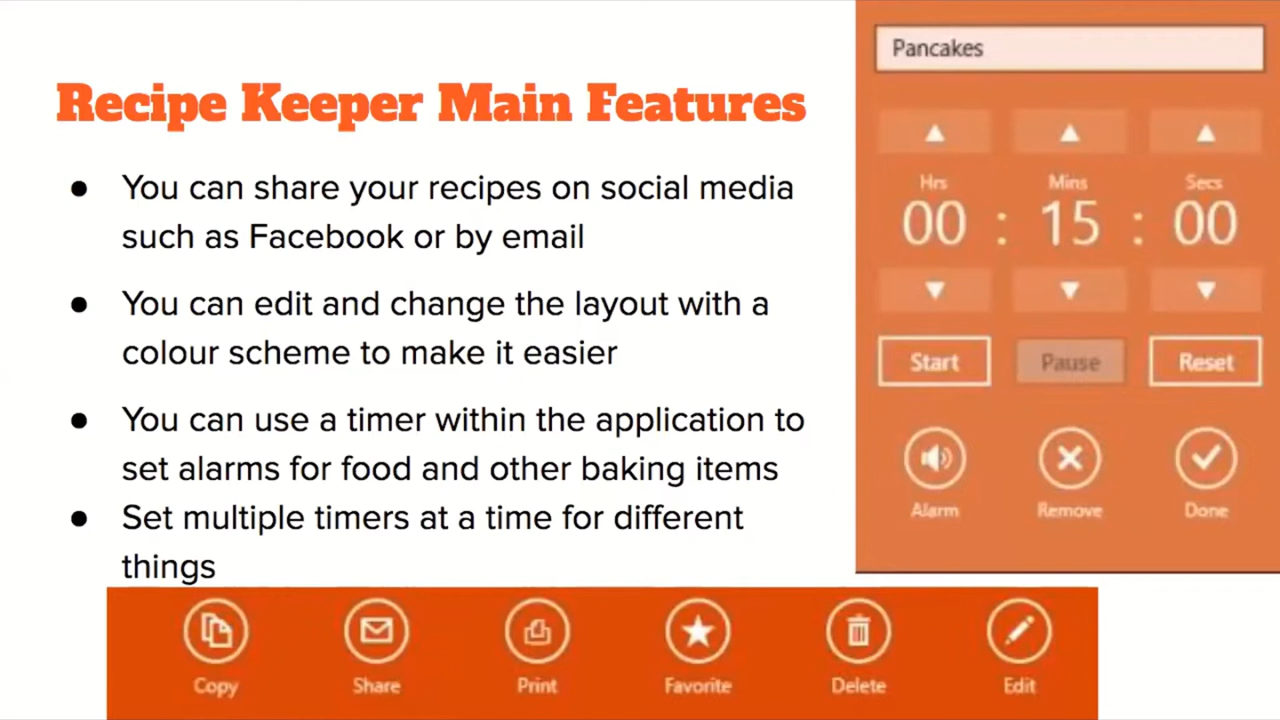 Recipe Keeper Main Features
● You can share your recipes on social media
such as Facebook or by email
● You can edit and change the layout with a
colour scheme to make it easier
● You can use a timer within the application to
set alarms for food and other baking items
● Set multiple timers at a time for different
things
Pancakes
Hrs Mins Secs
00 : 15 : 00
Start Pause Reset
Alarm Remove Done
Copy Share Print Favorite Delete Edit